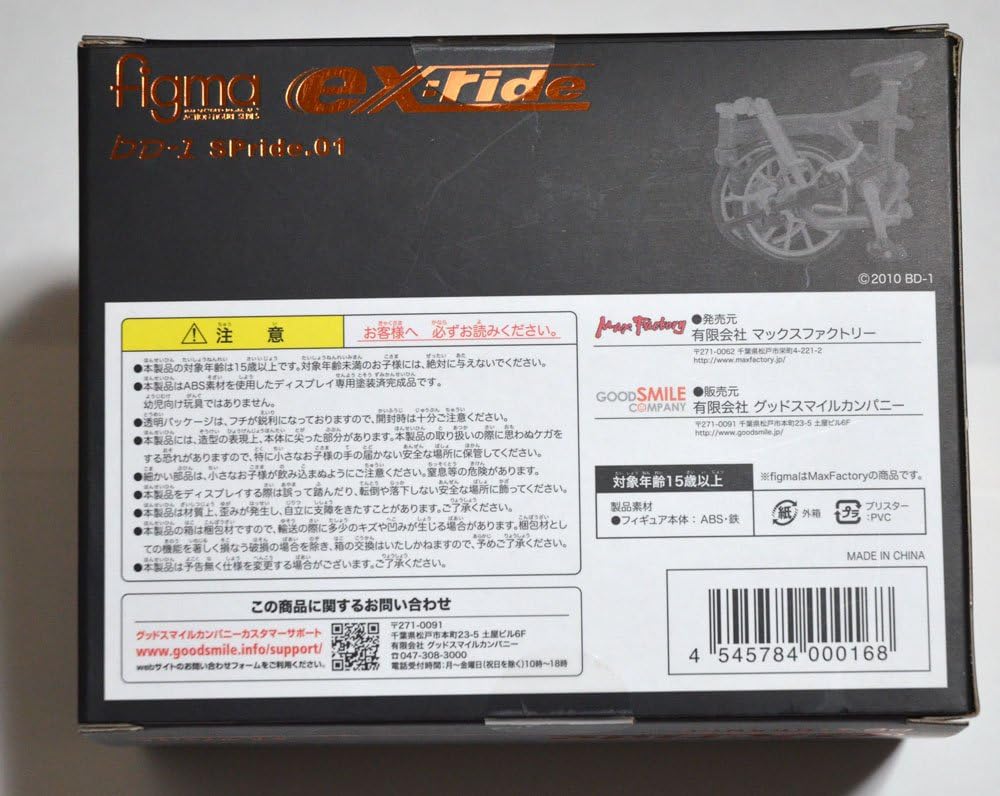 figma
ACTION FIGURE SERIES
ex:ride
BD-1 SPride.01
©2010 BD-1
⚠ 注 意
お客様へ 必ずお読みください。
●本製品の対象年齢は15歳以上です。対象年齢未満のお子様には、絶対に与えないでください。
●本製品はABS素材を使用したディスプレイ専用塗装済完成品です。
幼児向け玩具ではありません。
●透明パッケージは、フチが鋭利になっておりますので、開封時は十分ご注意ください。
●本製品には、造型の表現上、本体に尖った部分があります。本製品の取り扱いの際に思わぬケガを
する恐れがありますので、特に小さなお子様の手の届かない安全な場所に保管してください。
●細かい部品は、小さなお子様が飲み込まぬようにご注意ください。窒息等の危険があります。
●本製品をディスプレイする際は誤って踏んだり、転倒や落下しない安全な場所に飾ってください。
●本製品は材質上、歪みが発生し、自立に支障をきたすことがあります。ご了承ください。
●本製品の箱は梱包材ですので、輸送の際に多少のキズや凹みが生じる場合があります。梱包材とし
ての機能を著しく損なう破損の場合を除き、箱の交換はいたしかねますので、予めご了承ください。
●本製品は予告無く仕様を変更する場合がございます。ご了承ください。
この商品に関するお問い合わせ
グッドスマイルカンパニーカスタマーサポート
www.goodsmile.info/support/
webサイトのお問い合わせフォームをご利用ください。
〒271-0091
千葉県松戸市本町23-5 土屋ビル6F
有限会社 グッドスマイルカンパニー
☎047-308-3000
電話受付時間:月〜金曜日(祝日を除く)10時〜18時
Max Factory
●発売元
有限会社 マックスファクトリー
〒271-0062 千葉県松戸市栄町4-221-2
http://www.maxfactory.jp/
GOOD SMILE
COMPANY
●販売元
有限会社 グッドスマイルカンパニー
〒271-0091 千葉県松戸市本町23-5 土屋ビル6F
http://www.goodsmile.jp/
対象年齢15歳以上
※figmaはMaxFactoryの商品です。
製品素材
●フィギュア本体：ABS・鉄
紙 外箱
プラ ブリスター
:PVC
MADE IN CHINA
4 545784 000168